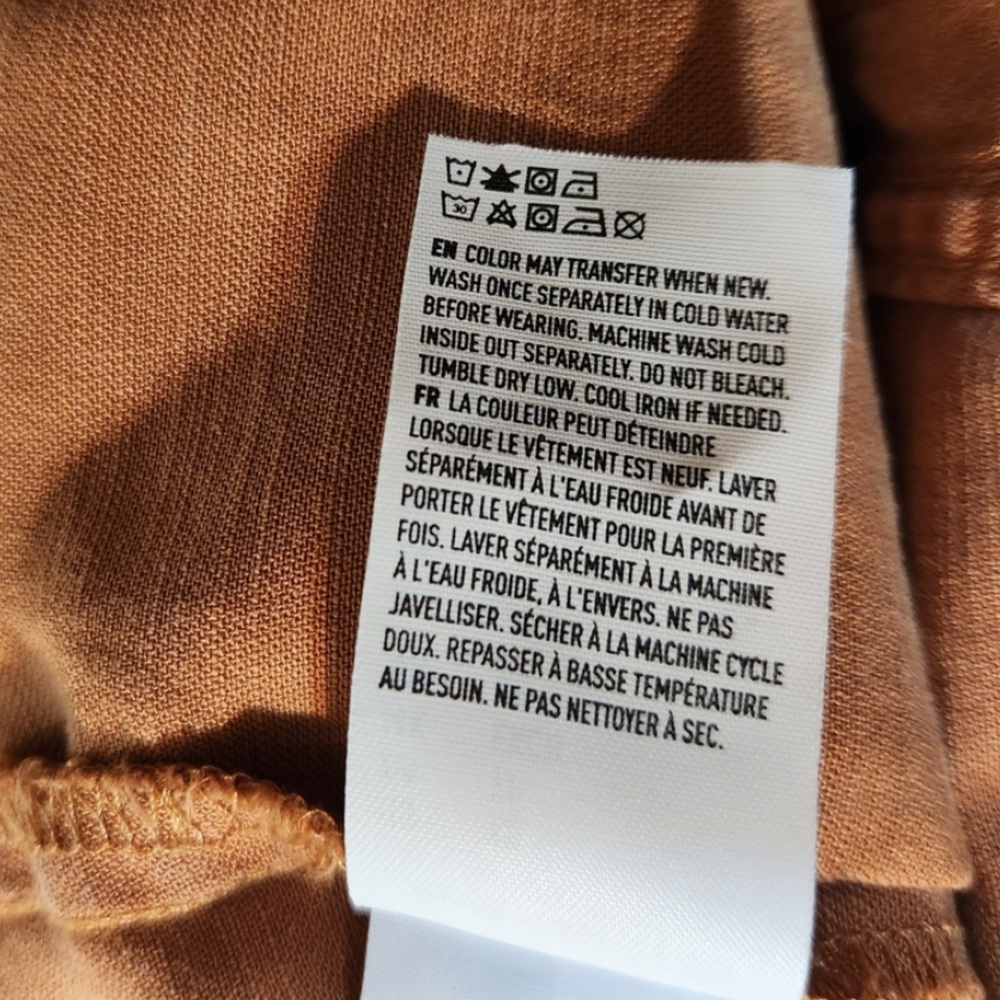 30
EN COLOR MAY TRANSFER WHEN NEW.
WASH ONCE SEPARATELY IN COLD WATER
BEFORE WEARING. MACHINE WASH COLD
INSIDE OUT SEPARATELY. DO NOT BLEACH.
TUMBLE DRY LOW. COOL IRON IF NEEDED.
FR LA COULEUR PEUT DÉTEINDRE
LORSQUE LE VÊTEMENT EST NEUF. LAVER
SÉPARÉMENT À L'EAU FROIDE AVANT DE
PORTER LE VÊTEMENT POUR LA PREMIÈRE
FOIS. LAVER SÉPARÉMENT À LA MACHINE
À L'EAU FROIDE, À L'ENVERS. NE PAS
JAVELLISER. SÉCHER À LA MACHINE CYCLE
DOUX. REPASSER À BASSE TEMPÉRATURE
AU BESOIN. NE PAS NETTOYER À SEC.